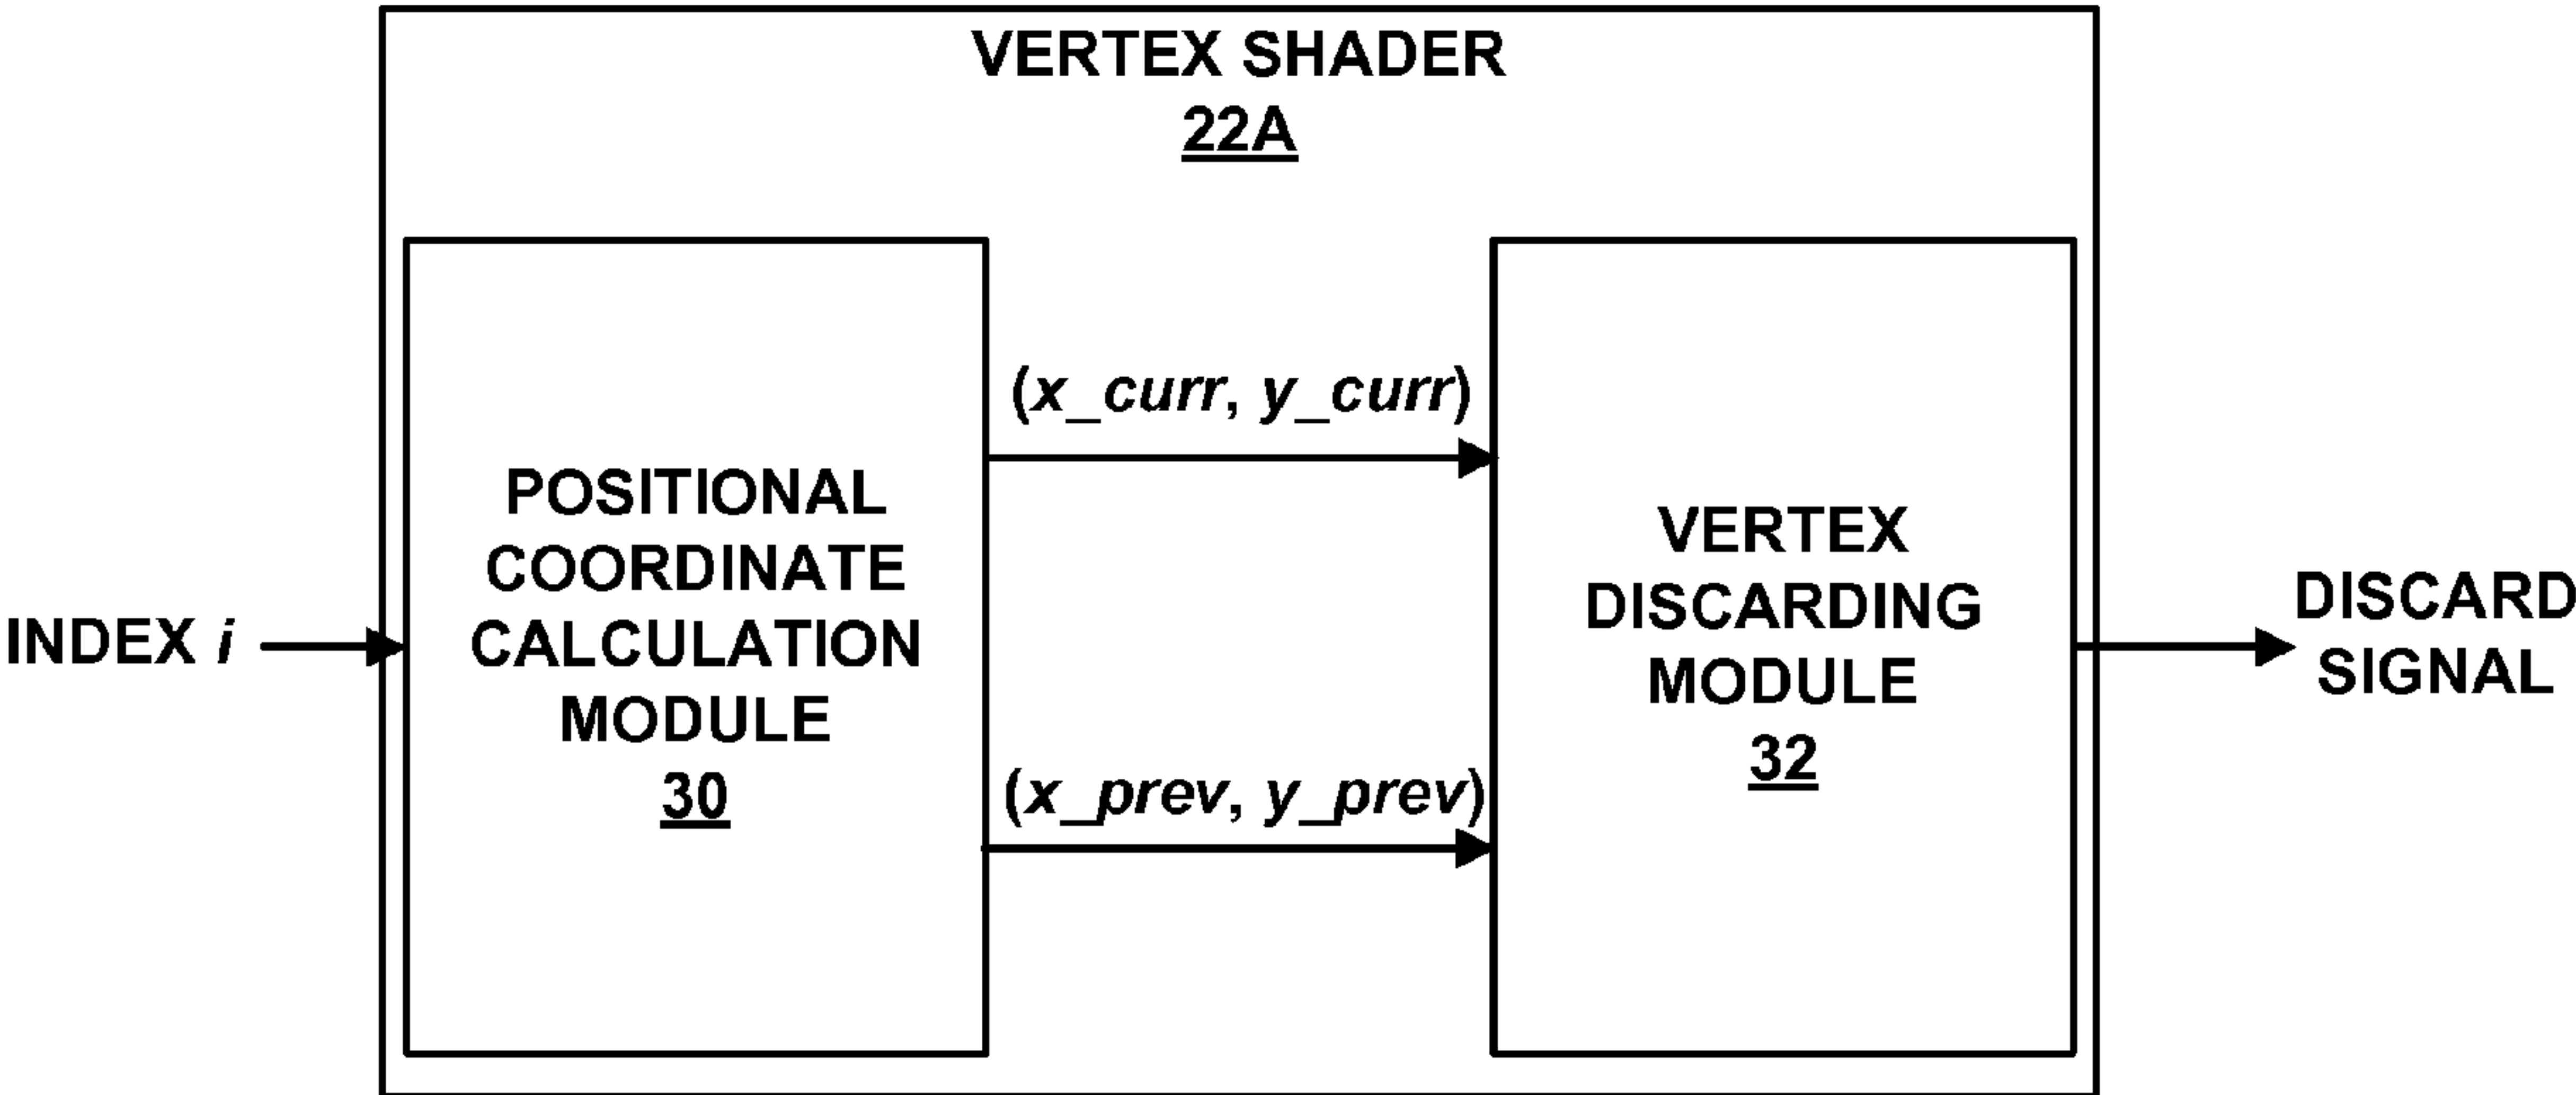 VERTEX SHADER
22A
INDEX i
POSITIONAL
COORDINATE
CALCULATION
MODULE
30
(x_curr, y_curr)
(x_prev, y_prev)
VERTEX
DISCARDING
MODULE
32
DISCARD
SIGNAL